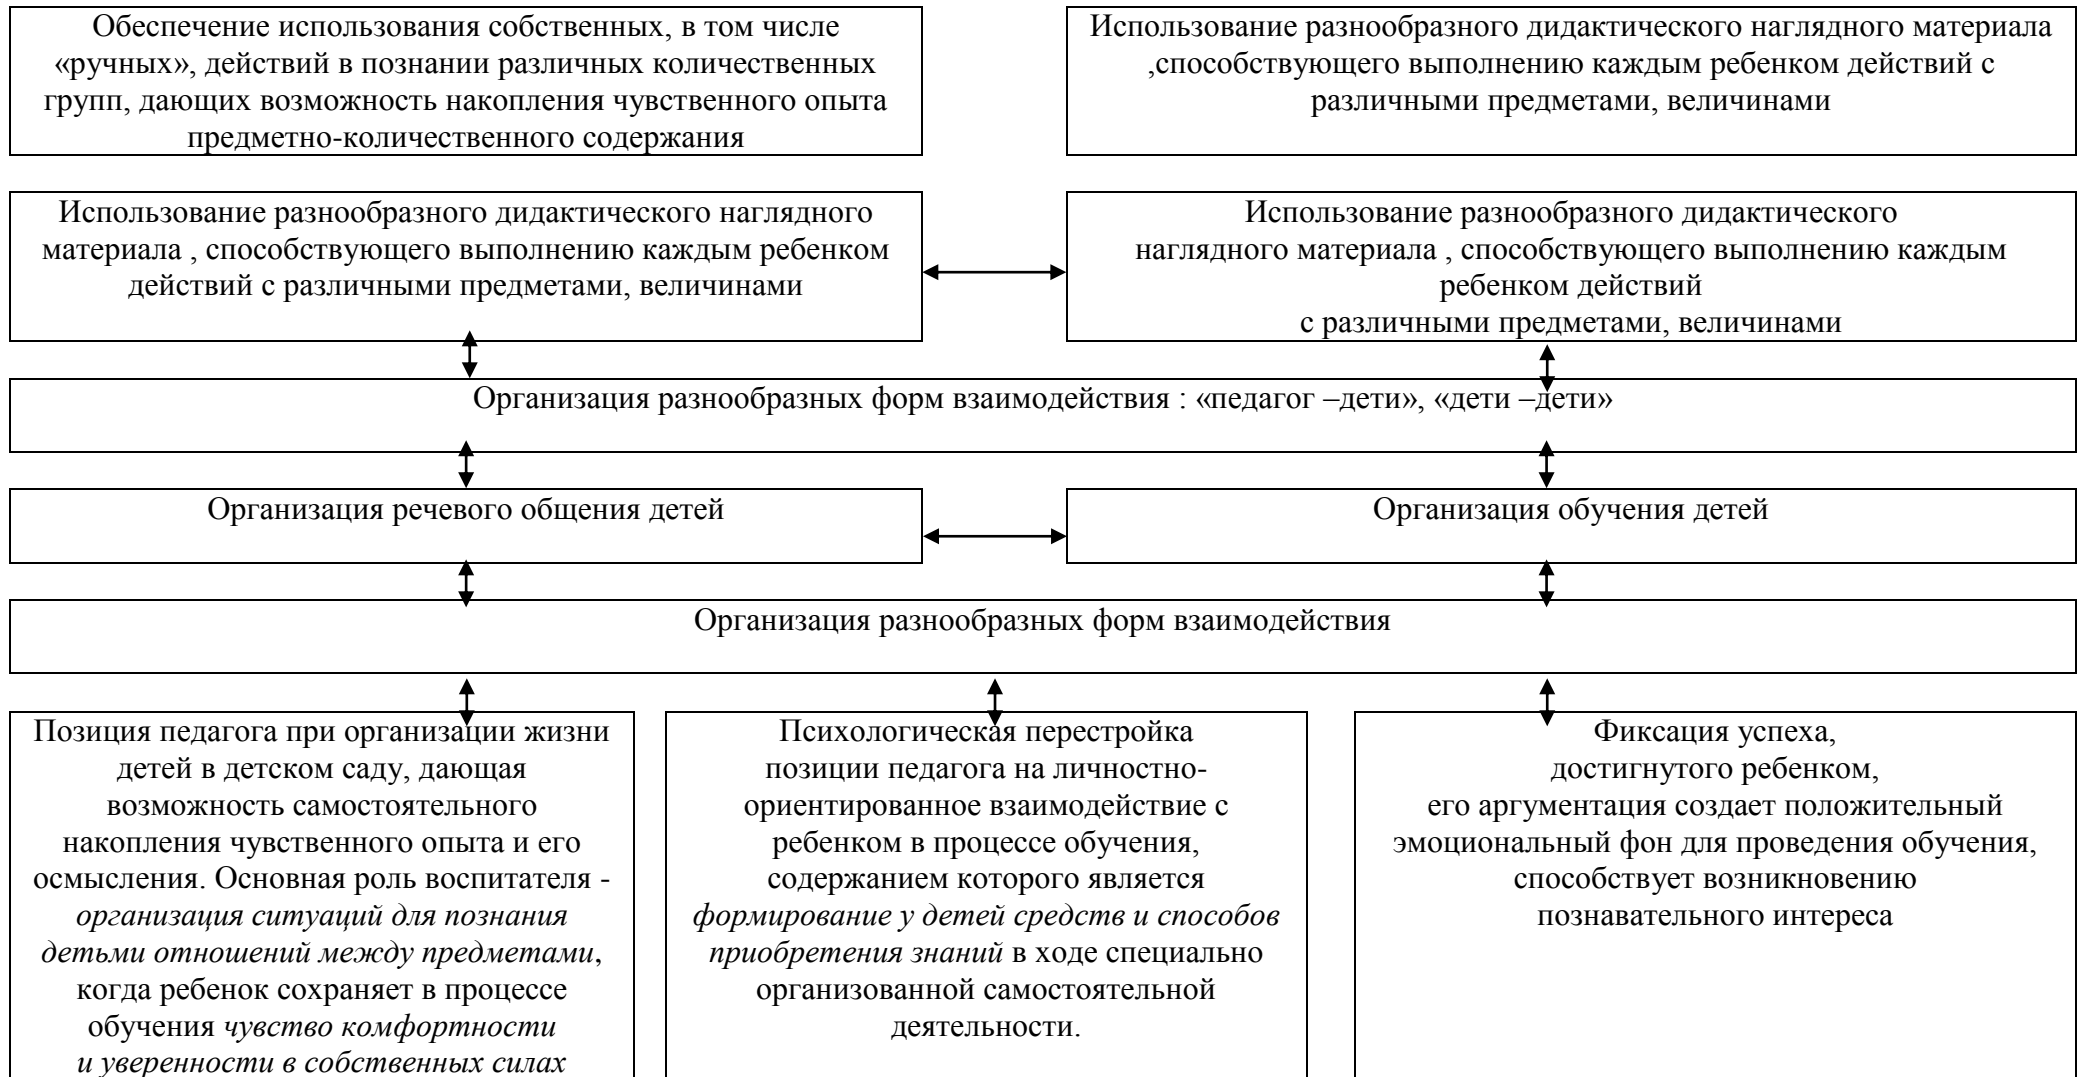 Обеспечение использования собственных, в том числе
«ручных», действий в познании различных количественных
групп, дающих возможность накопления чувственного опыта
предметно-количественного содержания
Использование разнообразного дидактического наглядного материала
,способствующего выполнению каждым ребенком действий с
различными предметами, величинами
Использование разнообразного дидактического наглядного
материала , способствующего выполнению каждым ребенком
действий с различными предметами, величинами
Использование разнообразного дидактического
наглядного материала , способствующего выполнению каждым
ребенком действий
с различными предметами, величинами
Организация разнообразных форм взаимодействия : «педагог –дети», «дети –дети»
Организация речевого общения детей
Организация обучения детей
Организация разнообразных форм взаимодействия
Позиция педагога при организации жизни
детей в детском саду, дающая
возможность самостоятельного
накопления чувственного опыта и его
осмысления. Основная роль воспитателя -
организация ситуаций для познания
детьми отношений между предметами,
когда ребенок сохраняет в процессе
обучения чувство комфортности
и уверенности в собственных силах
Психологическая перестройка
позиции педагога на личностно-
ориентированное взаимодействие с
ребенком в процессе обучения,
содержанием которого является
формирование у детей средств и способов
приобретения знаний в ходе специально
организованной самостоятельной
деятельности.
Фиксация успеха,
достигнутого ребенком,
его аргументация создает положительный
эмоциональный фон для проведения обучения,
способствует возникновению
познавательного интереса